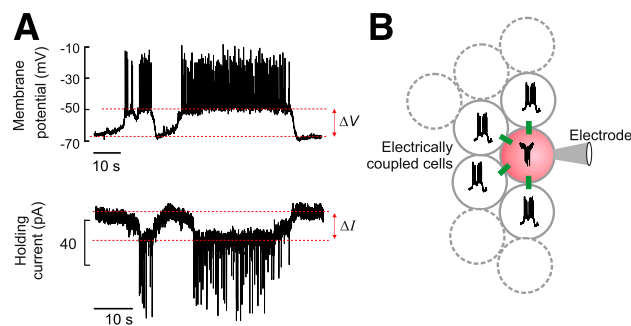 A
Membrane
potential (mV)
-10
-30
-50
-70
ΔV
10 s
Holding
current (pA)
40
ΔI
10 s
B
Electrically
coupled cells
Electrode